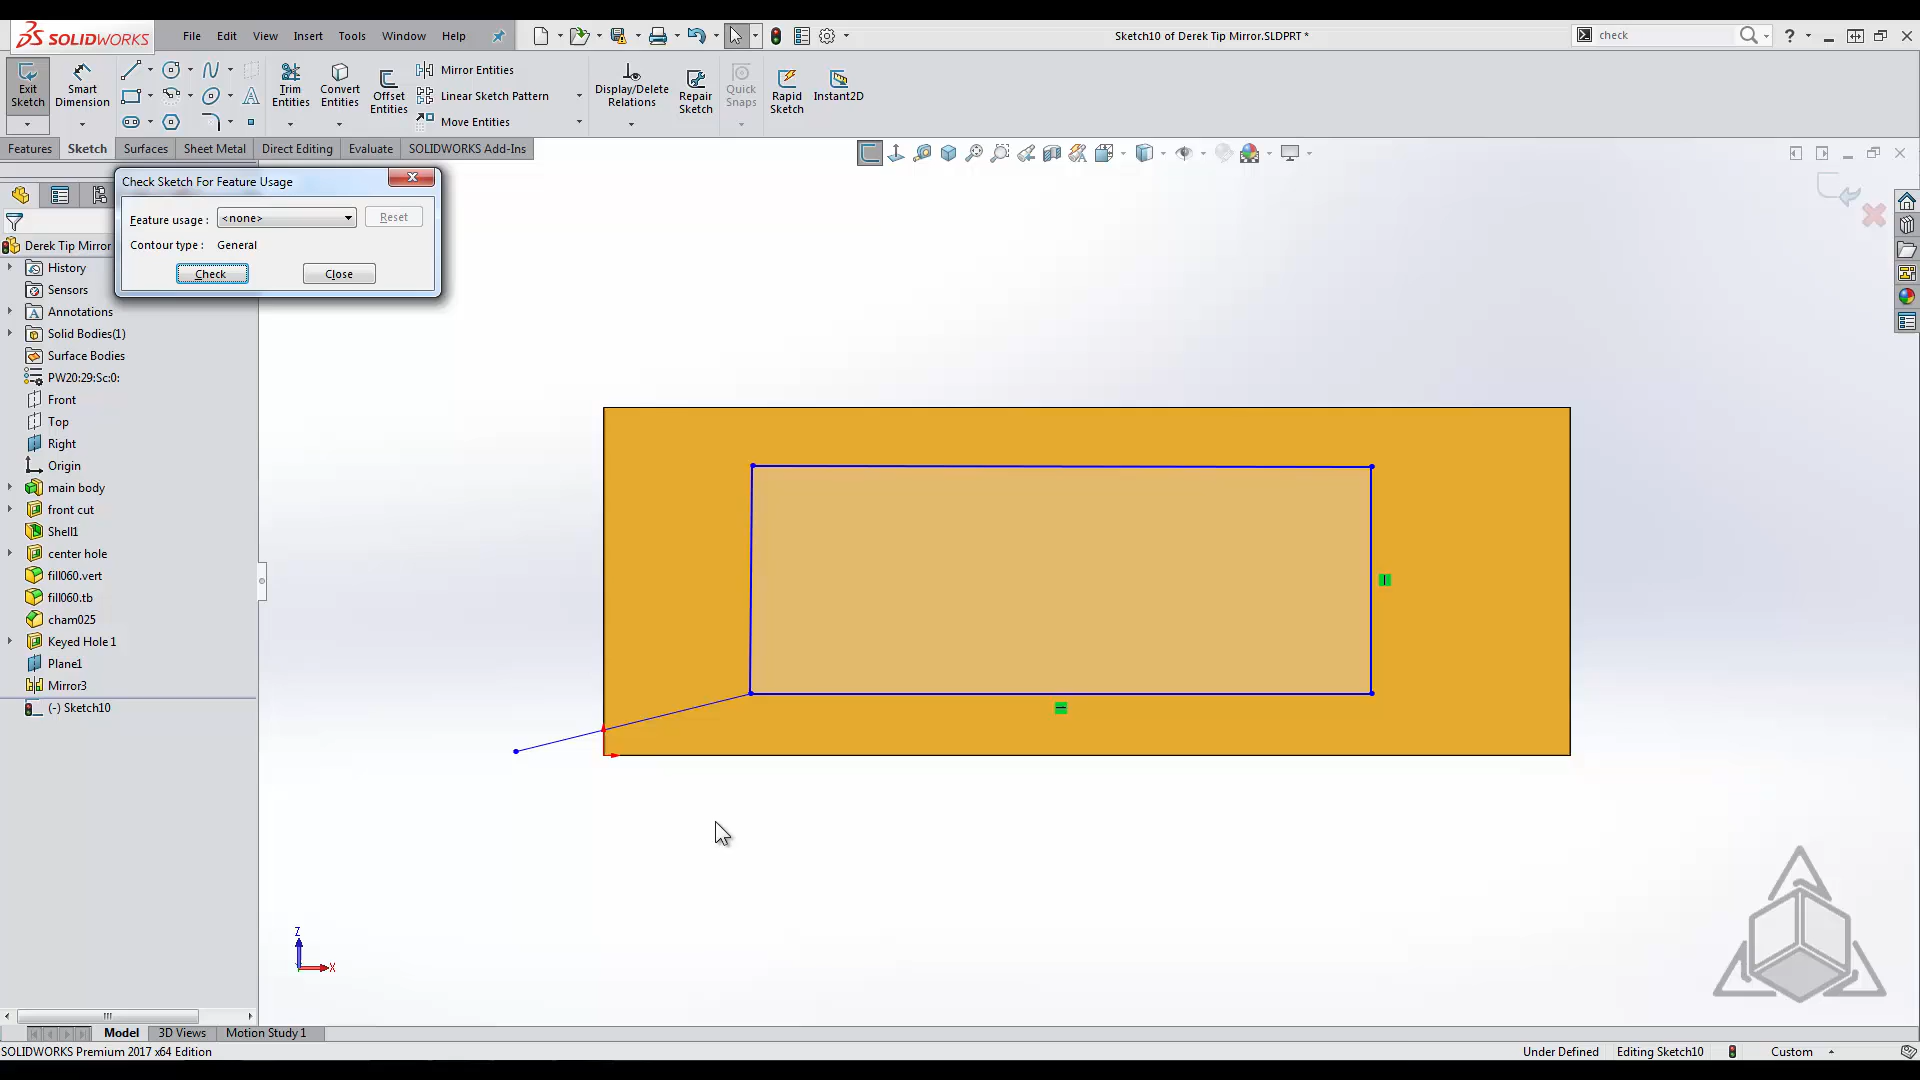 SOLIDWORKS
File Edit View Insert Tools Window Help
Sketch10 of Derek Tip Mirror.SLDPRT *
check
?
Exit Sketch
Smart Dimension
Trim Entities
Convert Entities
Offset Entities
Mirror Entities
Linear Sketch Pattern
Move Entities
Display/Delete Relations
Repair Sketch
Quick Snaps
Rapid Sketch
Instant2D
Features Sketch Surfaces Sheet Metal Direct Editing Evaluate SOLIDWORKS Add-Ins
Check Sketch For Feature Usage
Feature usage : <none> Reset
Contour type : General
Check Close
Derek Tip Mirror
History
Sensors
Annotations
Solid Bodies(1)
Surface Bodies
PW20:29:Sc:0:
Front
Top
Right
Origin
main body
front cut
Shell1
center hole
fill060.vert
fill060.tb
cham025
Keyed Hole 1
Plane1
Mirror3
(-) Sketch10
Z
X
Model 3D Views Motion Study 1
SOLIDWORKS Premium 2017 x64 Edition
Under Defined Editing Sketch10 Custom